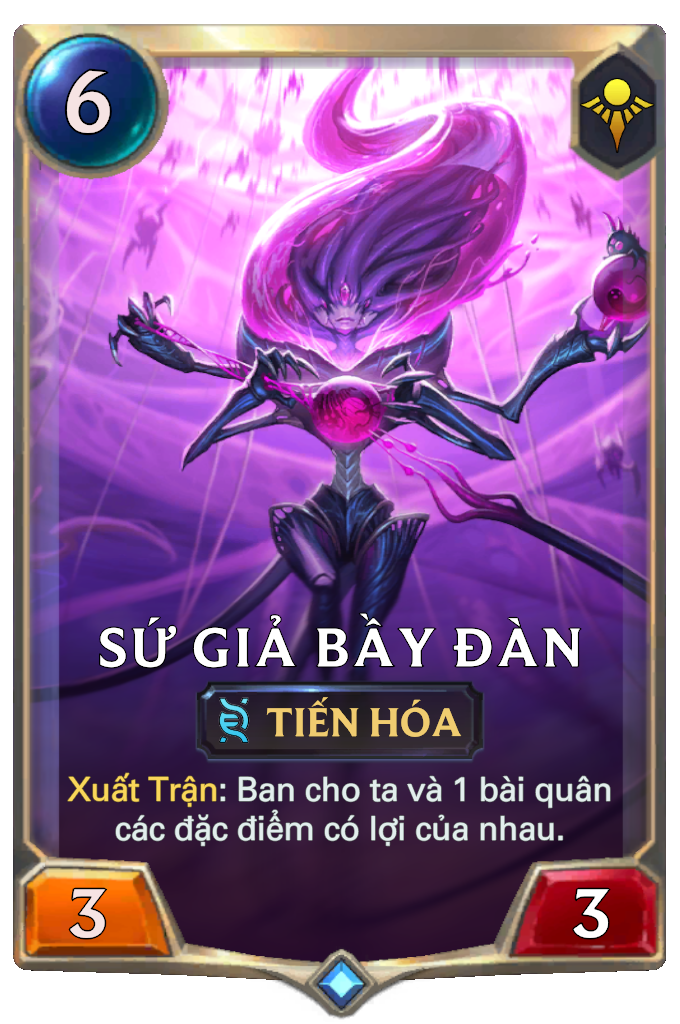 6
SỨ GIẢ BẦY ĐÀN
TIẾN HÓA
Xuất Trận: Ban cho ta và 1 bài quân
các đặc điểm có lợi của nhau.
3
3